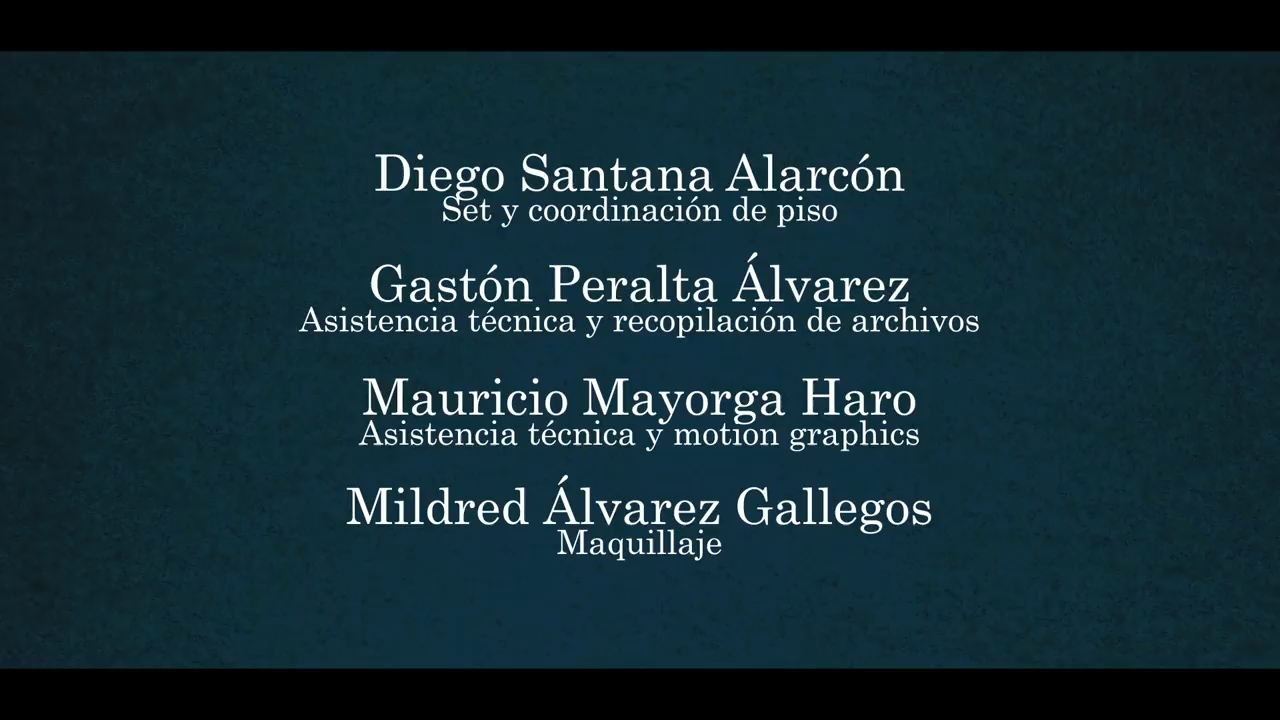 Diego Santana Alarcón
Set y coordinación de piso
Gastón Peralta Álvarez
Asistencia técnica y recopilación de archivos
Mauricio Mayorga Haro
Asistencia técnica y motion graphics
Mildred Álvarez Gallegos
Maquillaje